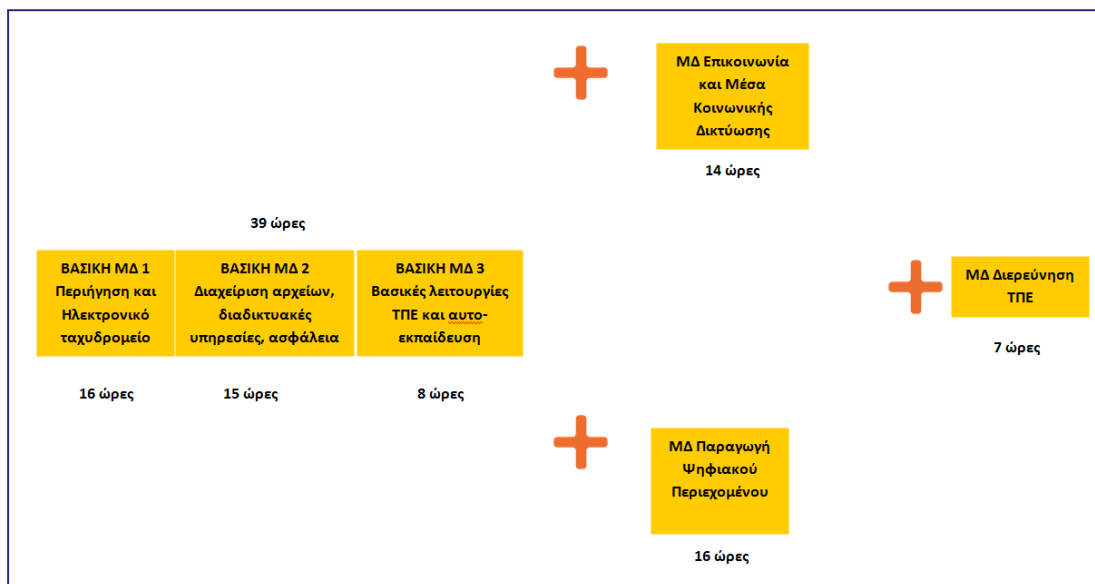 ΜΔ Επικοινωνία
και Μέσα
Κοινωνικής
Δικτύωσης
14 ώρες
39 ώρες
ΒΑΣΙΚΗ ΜΔ 1
Περιήγηση και
Ηλεκτρονικό
ταχυδρομείο
16 ώρες
ΒΑΣΙΚΗ ΜΔ 2
Διαχείριση αρχείων,
διαδικτυακές
υπηρεσίες, ασφάλεια
15 ώρες
ΒΑΣΙΚΗ ΜΔ 3
Βασικές λειτουργίες
ΤΠΕ και αυτο-
εκπαίδευση
8 ώρες
ΜΔ Διερεύνηση
ΤΠΕ
7 ώρες
ΜΔ Παραγωγή
Ψηφιακού
Περιεχομένου
16 ώρες